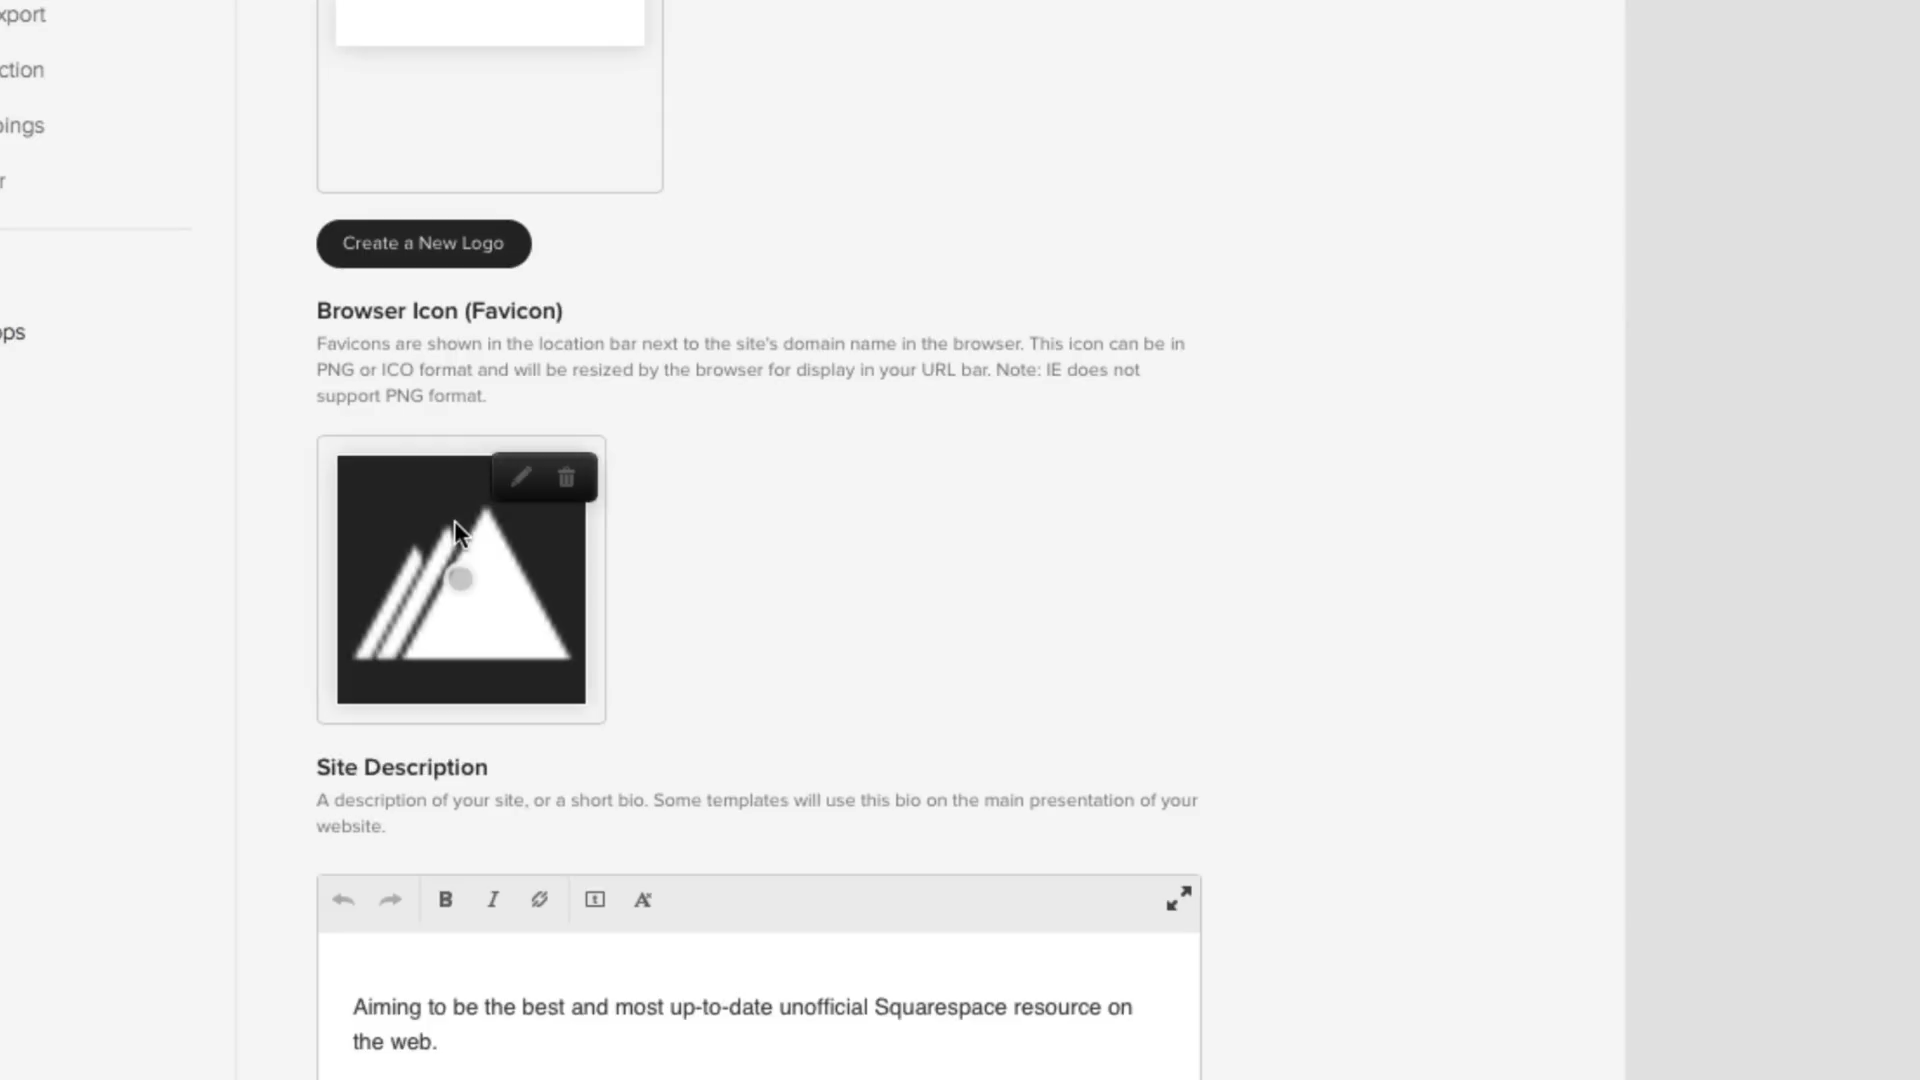 xport
ction
pings
r
ops
Create a New Logo
Browser Icon (Favicon)
Favicons are shown in the location bar next to the site's domain name in the browser. This icon can be in
PNG or ICO format and will be resized by the browser for display in your URL bar. Note: IE does not
support PNG format.
Site Description
A description of your site, or a short bio. Some templates will use this bio on the main presentation of your
website.
B I
Aiming to be the best and most up-to-date unofficial Squarespace resource on
the web.